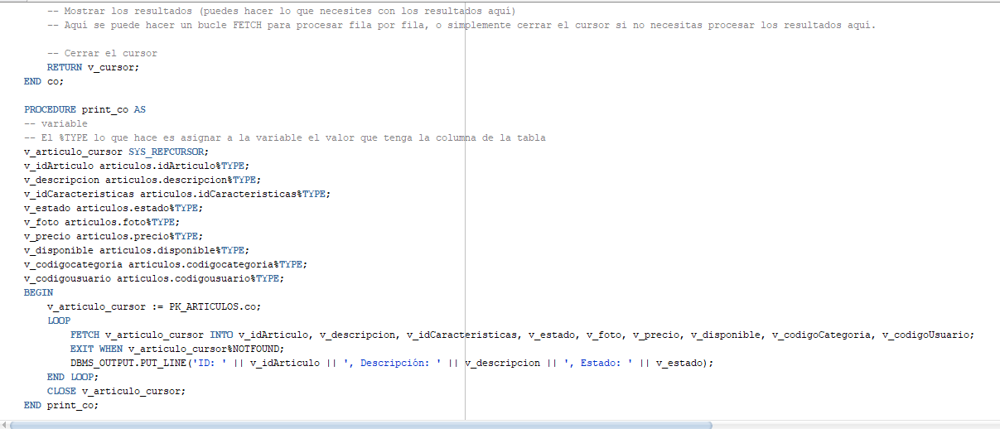 -- Mostrar los resultados (puedes hacer lo que necesites con los resultados aquí)
-- Aquí se puede hacer un bucle FETCH para procesar fila por fila, o simplemente cerrar el cursor si no necesitas procesar los resultados aquí.
-- Cerrar el cursor
RETURN v_cursor;
END co;
PROCEDURE print_co AS
-- variable
-- El %TYPE lo que hace es asignar a la variable el valor que tenga la columna de la tabla
v_articulo_cursor SYS_REFCURSOR;
v_idArticulo articulos.idArticulo%TYPE;
v_descripcion articulos.descripcion%TYPE;
v_idCaracteristicas articulos.idCaracteristicas%TYPE;
v_estado articulos.estado%TYPE;
v_foto articulos.foto%TYPE;
v_precio articulos.precio%TYPE;
v_disponible articulos.disponible%TYPE;
v_codigocategoria articulos.codigocategoria%TYPE;
v_codigousuario articulos.codigousuario%TYPE;
BEGIN
v_articulo_cursor := PK_ARTICULOS.co;
LOOP
FETCH v_articulo_cursor INTO v_idArticulo, v_descripcion, v_idCaracteristicas, v_estado, v_foto, v_precio, v_disponible, v_codigoCategoria, v_codigoUsuario;
EXIT WHEN v_articulo_cursor%NOTFOUND;
DBMS_OUTPUT.PUT_LINE('ID: ' || v_idArticulo || ', Descripción: ' || v_descripcion || ', Estado: ' || v_estado);
END LOOP;
CLOSE v_articulo_cursor;
END print_co;